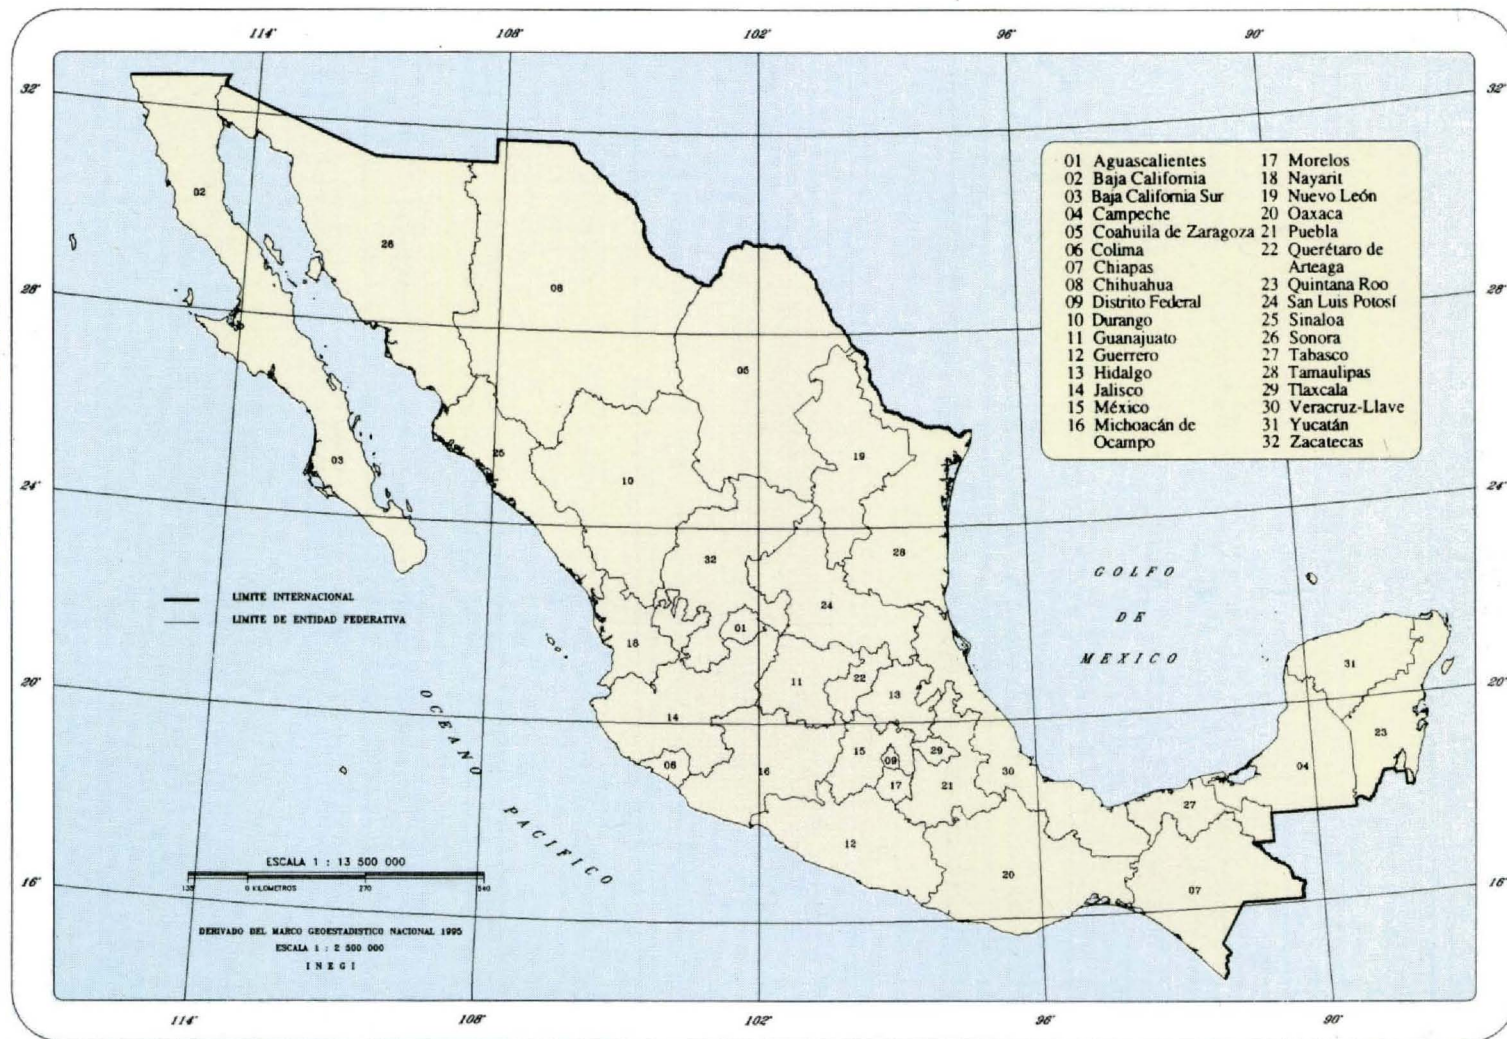 114° 108° 102° 96° 90°
32° 32°
28° 28°
24° 24°
20° 20°
16° 16°
01 Aguascalientes
02 Baja California
03 Baja California Sur
04 Campeche
05 Coahuila de Zaragoza
06 Colima
07 Chiapas
08 Chihuahua
09 Distrito Federal
10 Durango
11 Guanajuato
12 Guerrero
13 Hidalgo
14 Jalisco
15 México
16 Michoacán de
Ocampo
17 Morelos
18 Nayarit
19 Nuevo León
20 Oaxaca
21 Puebla
22 Querétaro de
Arteaga
23 Quintana Roo
24 San Luis Potosí
25 Sinaloa
26 Sonora
27 Tabasco
28 Tamaulipas
29 Tlaxcala
30 Veracruz-Llave
31 Yucatán
32 Zacatecas
02
26
08
05
03
25
10
19
32
28
24
01
18
11
22
13
31
14
23
15
09
29
06
16
30
04
17
21
27
12
20
07
GOLFO
DE
MEXICO
LIMITE INTERNACIONAL
LIMITE DE ENTIDAD FEDERATIVA
OCEANO
PACIFICO
ESCALA 1 : 13 500 000
135 0 KILOMETROS 270 540
DERIVADO DEL MARCO GEOESTADISTICO NACIONAL 1995
ESCALA 1 : 2 500 000
INEGI
114° 108° 102° 96° 90°